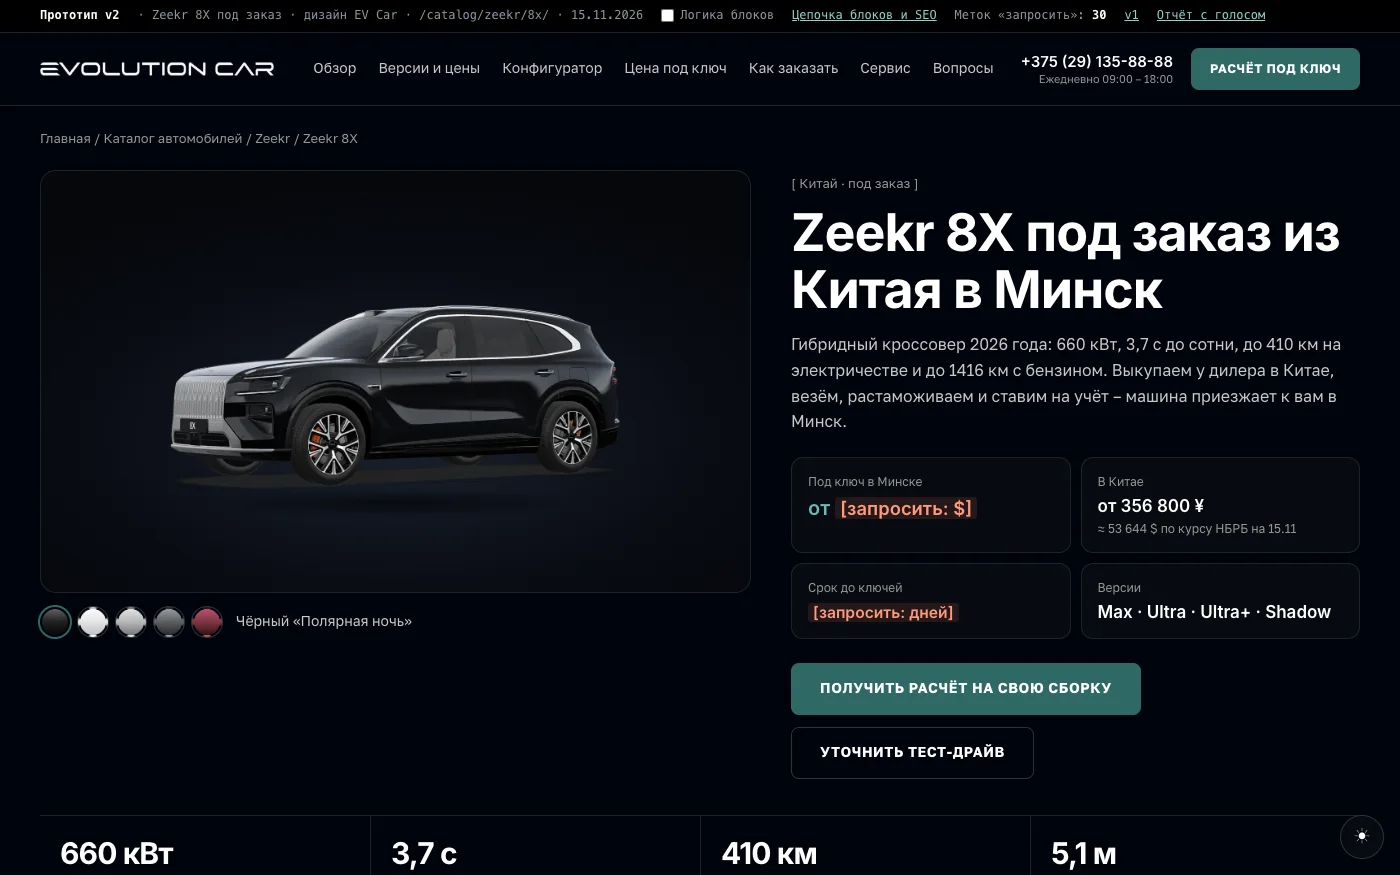 Прототип v2 · Zeekr 8X под заказ · дизайн EV Car · /catalog/zeekr/8x/ · 15.11.2026 Логика блоков Цепочка блоков и SEO Меток «запросить»: 30 v1 Отчёт с голосом
EVOLUTION CAR Обзор Версии и цены Конфигуратор Цена под ключ Как заказать Сервис Вопросы +375 (29) 135-88-88 РАСЧЁТ ПОД КЛЮЧ
Ежедневно 09:00 – 18:00
Главная / Каталог автомобилей / Zeekr / Zeekr 8X
8X
Чёрный «Полярная ночь»
[ Китай · под заказ ]
Zeekr 8X под заказ из
Китая в Минск
Гибридный кроссовер 2026 года: 660 кВт, 3,7 с до сотни, до 410 км на
электричестве и до 1416 км с бензином. Выкупаем у дилера в Китае,
везём, растаможиваем и ставим на учёт – машина приезжает к вам в
Минск.
Под ключ в Минске
от [запросить: $]
В Китае
от 356 800 ¥
≈ 53 644 $ по курсу НБРБ на 15.11
Срок до ключей
[запросить: дней]
Версии
Max · Ultra · Ultra+ · Shadow
ПОЛУЧИТЬ РАСЧЁТ НА СВОЮ СБОРКУ
УТОЧНИТЬ ТЕСТ-ДРАЙВ
660 кВт 3,7 с 410 км 5,1 м